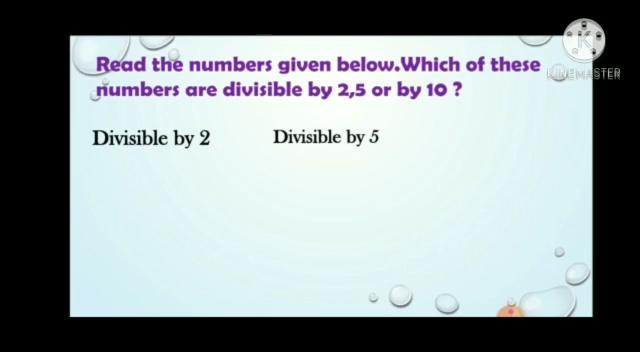 Read the numbers given below.Which of these
numbers are divisible by 2,5 or by 10 ?
Divisible by 2
Divisible by 5
KINEMASTER